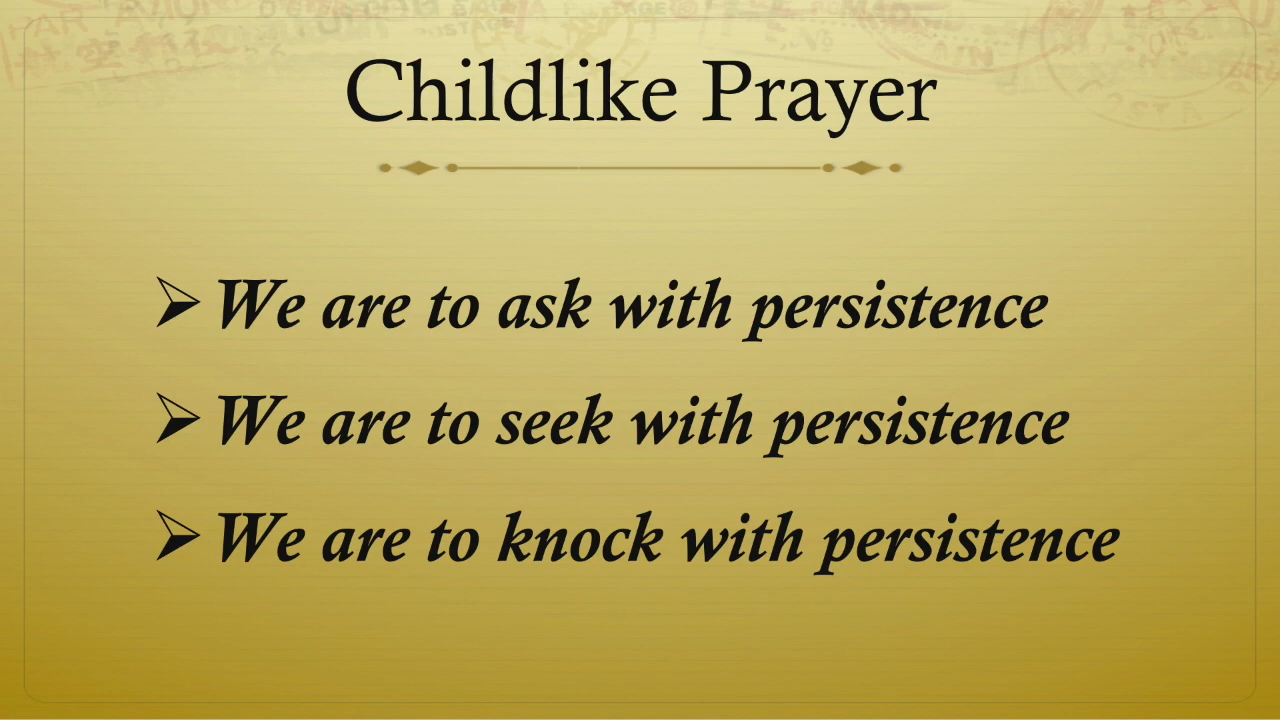 Childlike Prayer
➢ We are to ask with persistence
➢ We are to seek with persistence
➢ We are to knock with persistence